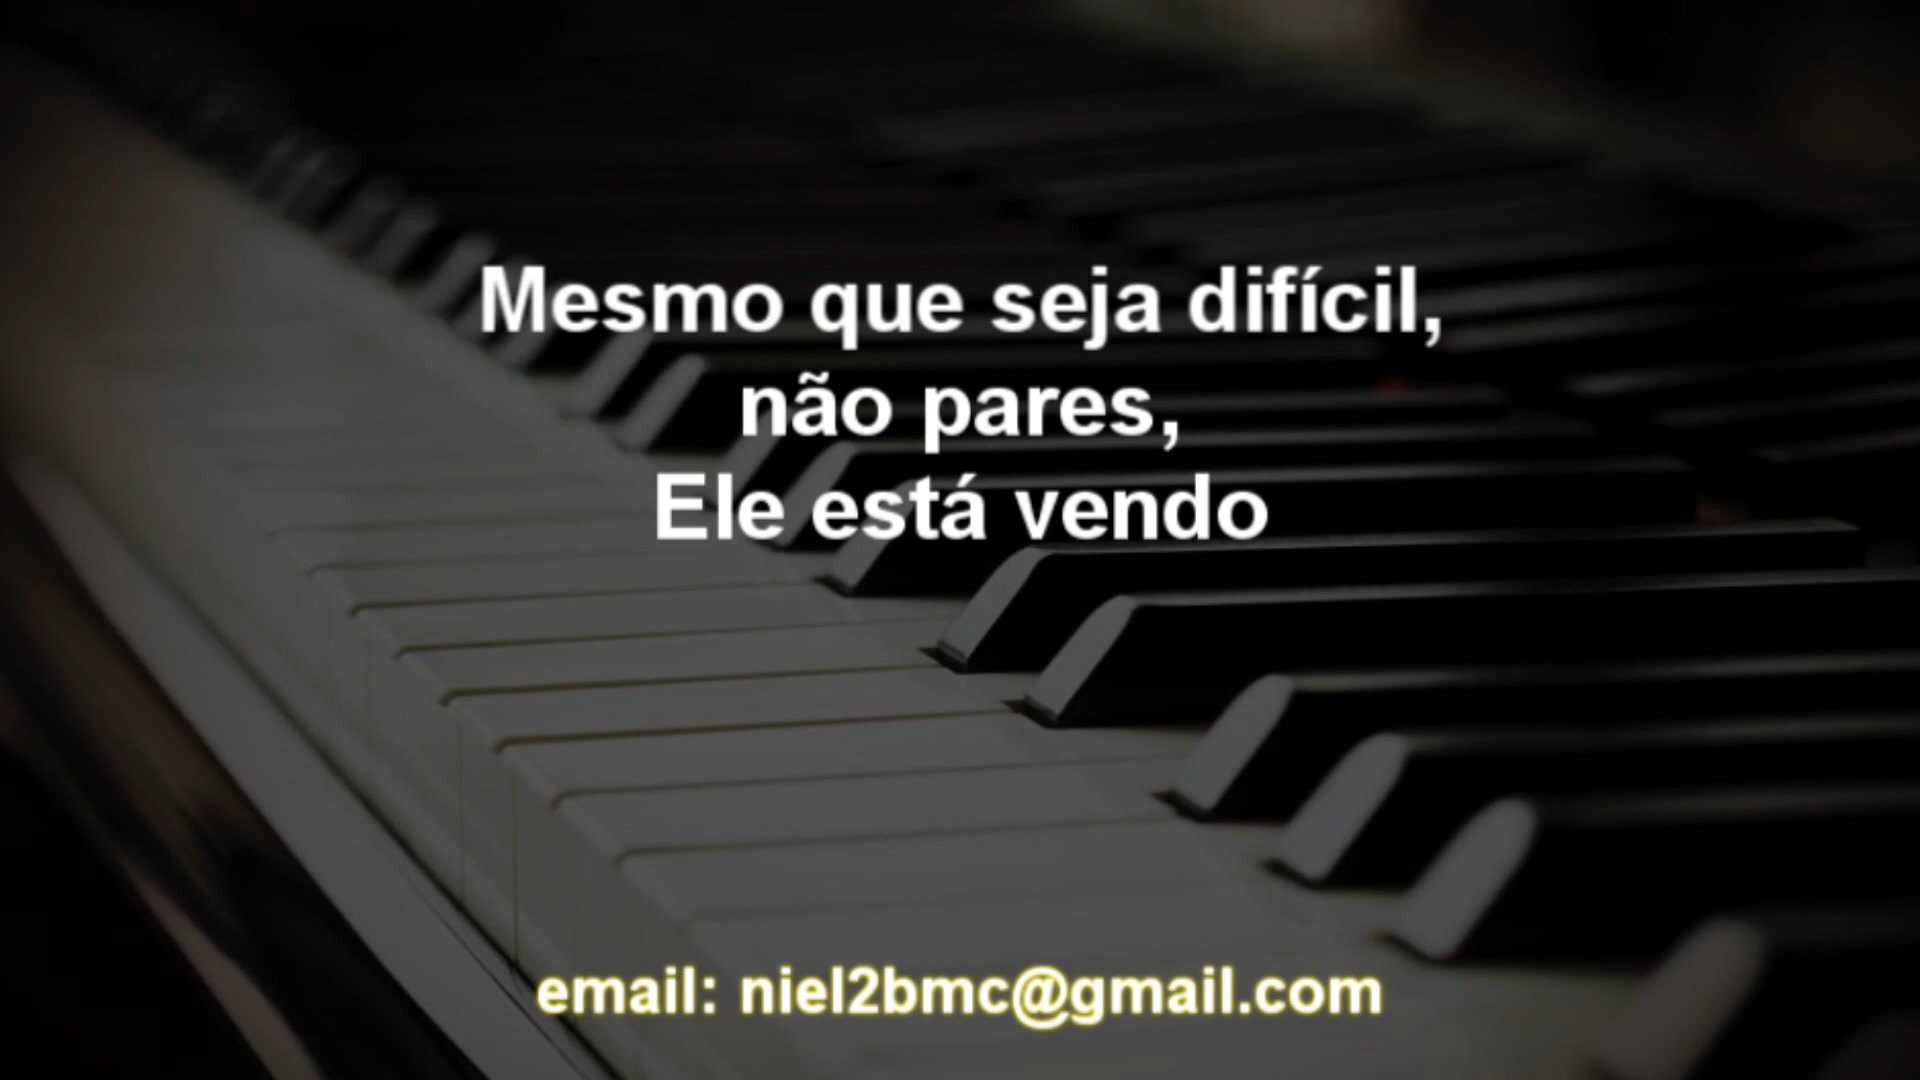 Mesmo que seja difícil,
não pares,
Ele está vendo
email: niel2bmc@gmail.com